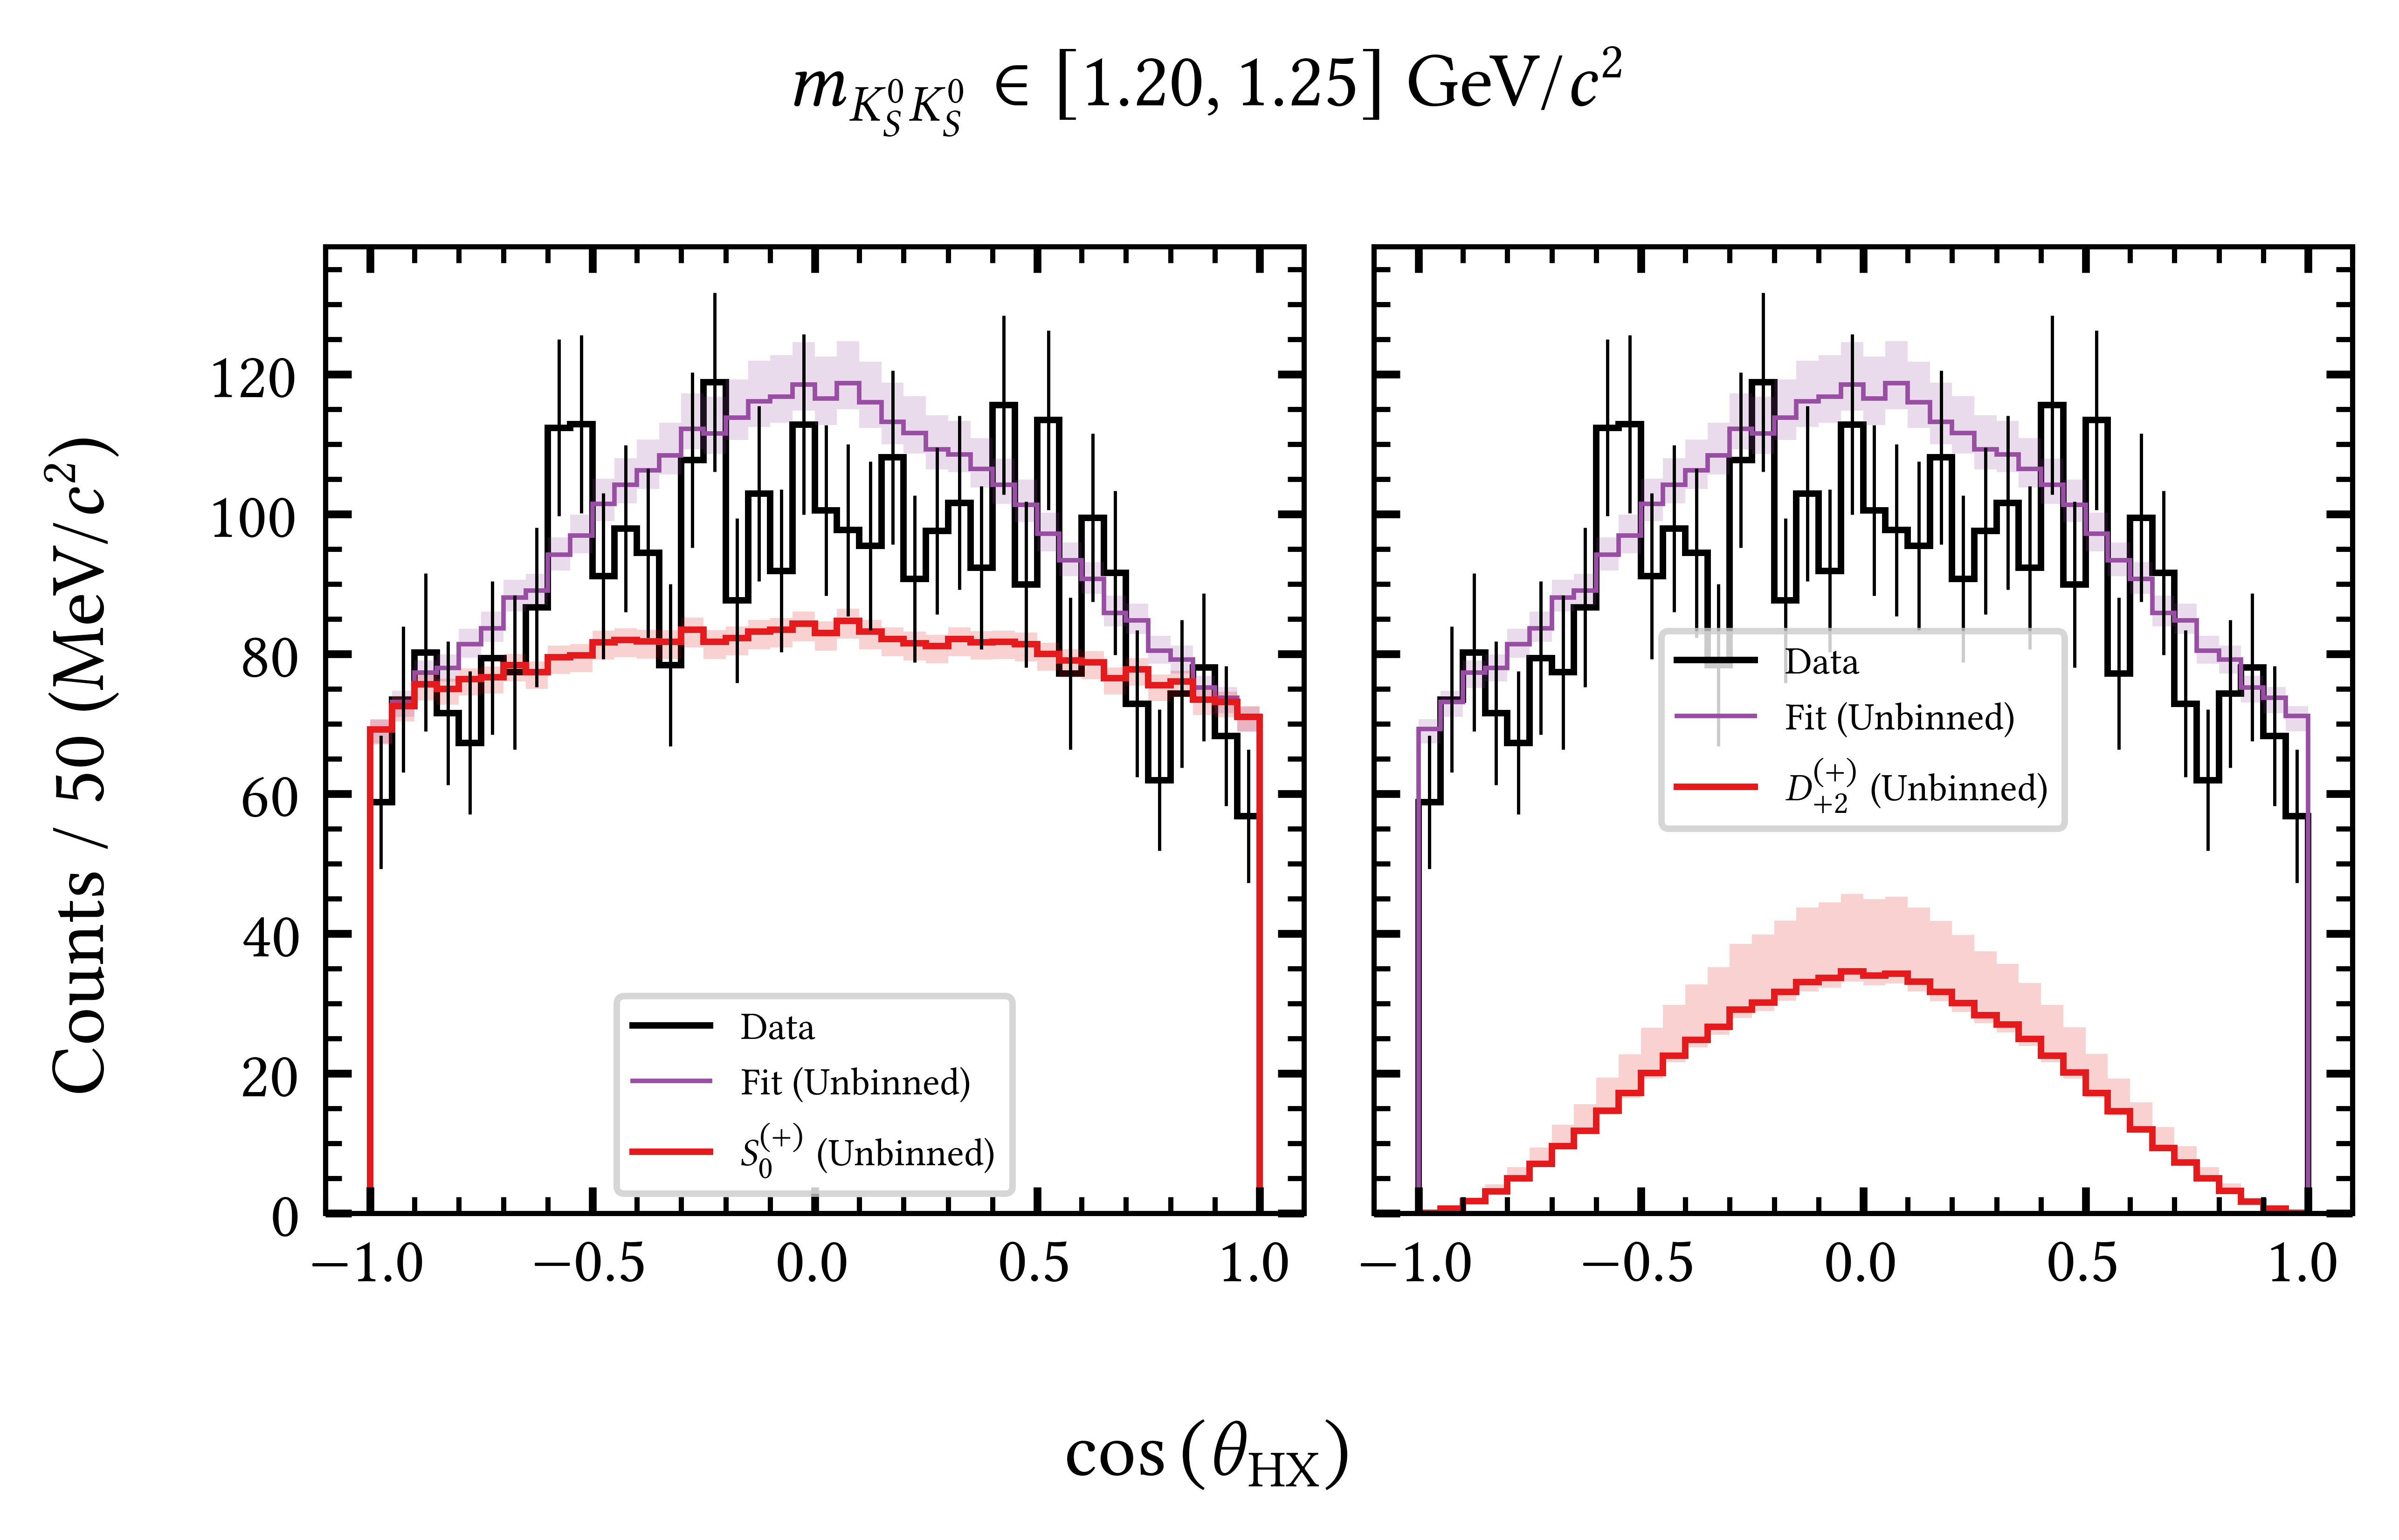 m_{K_S^0 K_S^0} ∈ [1.20, 1.25] GeV/c²
Counts / 50 (MeV/c²)
120
100
80
60
40
20
0
Data
Fit (Unbinned)
S_0^{(+)} (Unbinned)
Data
Fit (Unbinned)
D_{+2}^{(+)} (Unbinned)
−1.0 −0.5 0.0 0.5 1.0
−1.0 −0.5 0.0 0.5 1.0
cos(θ_HX)